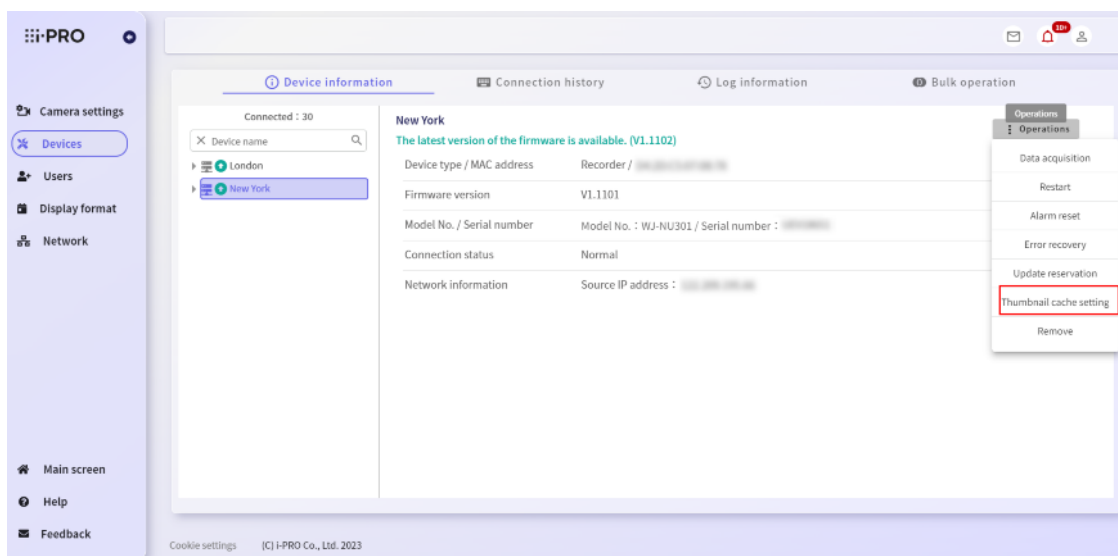 i-PRO
10+
Device information
Connection history
Log information
Bulk operation
Camera settings
Devices
Users
Display format
Network
Main screen
Help
Feedback
Connected : 30
Device name
London
New York
New York
The latest version of the firmware is available. (V1.1102)
Device type / MAC address Recorder /
Firmware version V1.1101
Model No. / Serial number Model No. : WJ-NU301 / Serial number :
Connection status Normal
Network information Source IP address :
Operations
Operations
Data acquisition
Restart
Alarm reset
Error recovery
Update reservation
Thumbnail cache setting
Remove
Cookie settings (C) i-PRO Co., Ltd. 2023